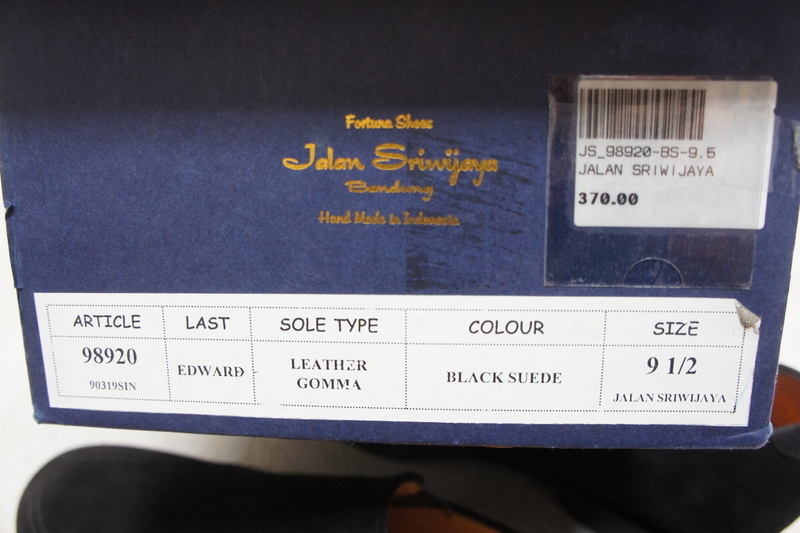 Fortuna Shoes
Jalan Sriwijaya
Bandung
Hand Made in Indonesia
JS_98920-BS-9.5
JALAN SRIWIJAYA
370.00
ARTICLE LAST SOLE TYPE COLOUR SIZE
98920 EDWARD LEATHER GOMMA BLACK SUEDE 9 1/2
90319SIN JALAN SRIWIJAYA